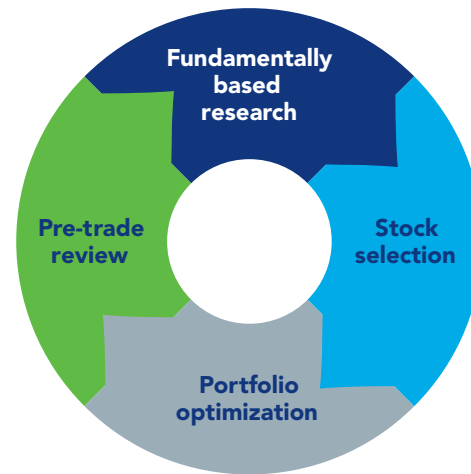 Fundamentally
based
research
Stock
selection
Portfolio
optimization
Pre-trade
review